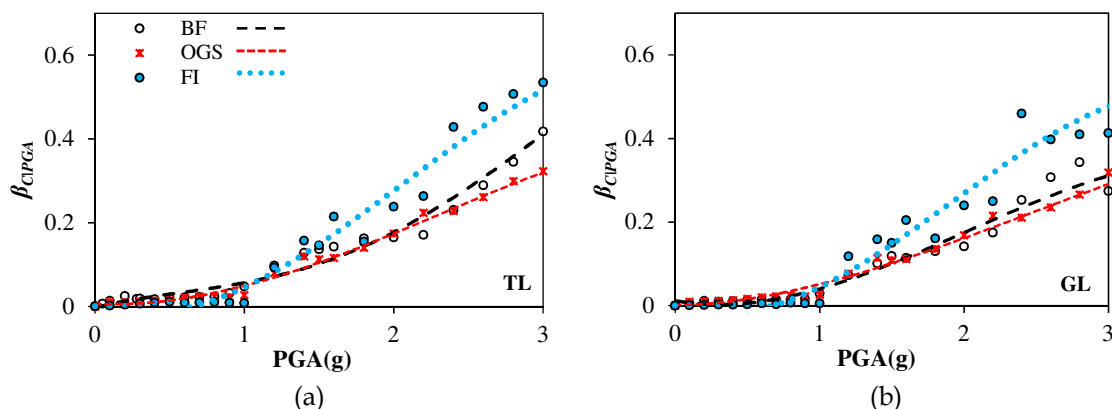 0.6
0.4
0.2
0
β_CIPGA
BF
OGS
FI
TL
0 1 2 3
PGA(g)
(a)
0.6
0.4
0.2
0
β_CIPGA
GL
0 1 2 3
PGA(g)
(b)